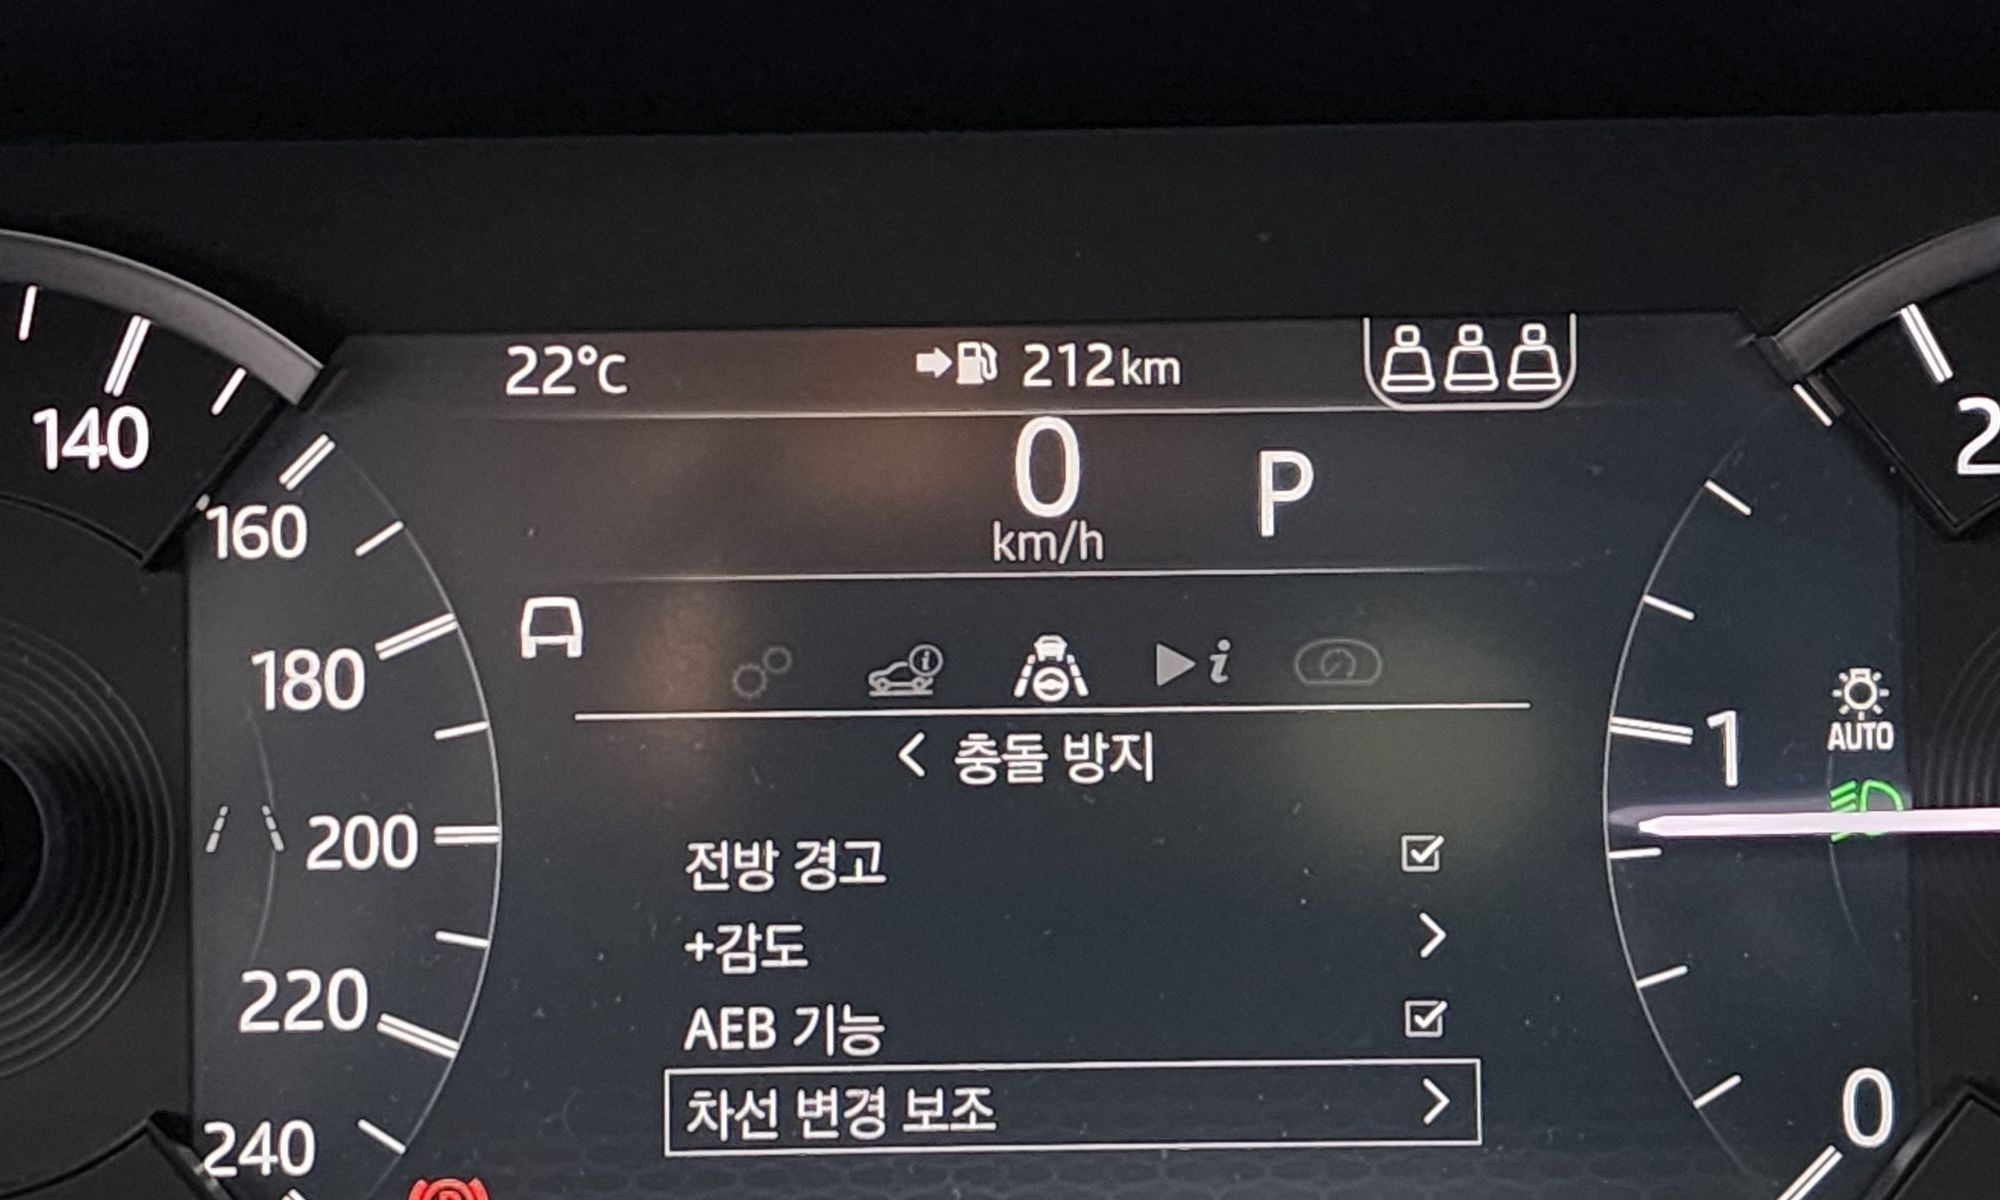 22°C 212km
0 P
km/h
140
160
180
200
220
240
충돌 방지
전방 경고
+감도
AEB 기능
차선 변경 보조
2
1
AUTO
0